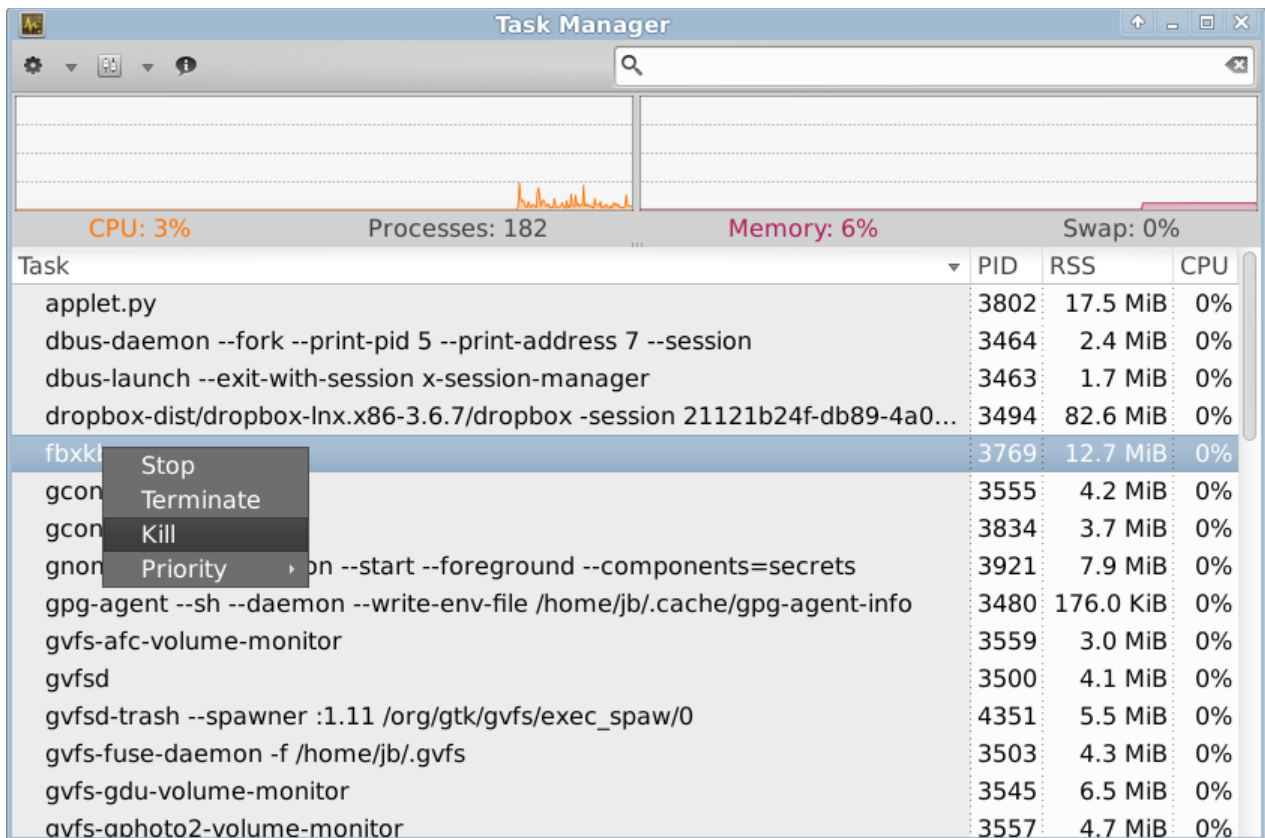 Task Manager
CPU: 3% Processes: 182 Memory: 6% Swap: 0%
Task PID RSS CPU
applet.py 3802 17.5 MiB 0%
dbus-daemon --fork --print-pid 5 --print-address 7 --session 3464 2.4 MiB 0%
dbus-launch --exit-with-session x-session-manager 3463 1.7 MiB 0%
dropbox-dist/dropbox-lnx.x86-3.6.7/dropbox -session 21121b24-db89-4a0... 3494 82.6 MiB 0%
3769 12.7 MiB 0%
Stop
Terminate
Kill
Priority
gcon 3555 4.2 MiB 0%
gcon 3834 3.7 MiB 0%
on --start --foreground --components=secrets 3921 7.9 MiB 0%
gpg-agent --sh --daemon --write-env-file /home/jb/.cache/gpg-agent-info 3480 176.0 KiB 0%
gvfs-afc-volume-monitor 3559 3.0 MiB 0%
gvfsd 3500 4.1 MiB 0%
gvfsd-trash --spawner :1.11 /org/gtk/gvfs/exec_spaw/0 4351 5.5 MiB 0%
gvfs-fuse-daemon -f /home/jb/.gvfs 3503 4.3 MiB 0%
gvfs-gdu-volume-monitor 3545 6.5 MiB 0%
gvfs-gphoto2-volume-monitor 3557 4.7 MiB 0%